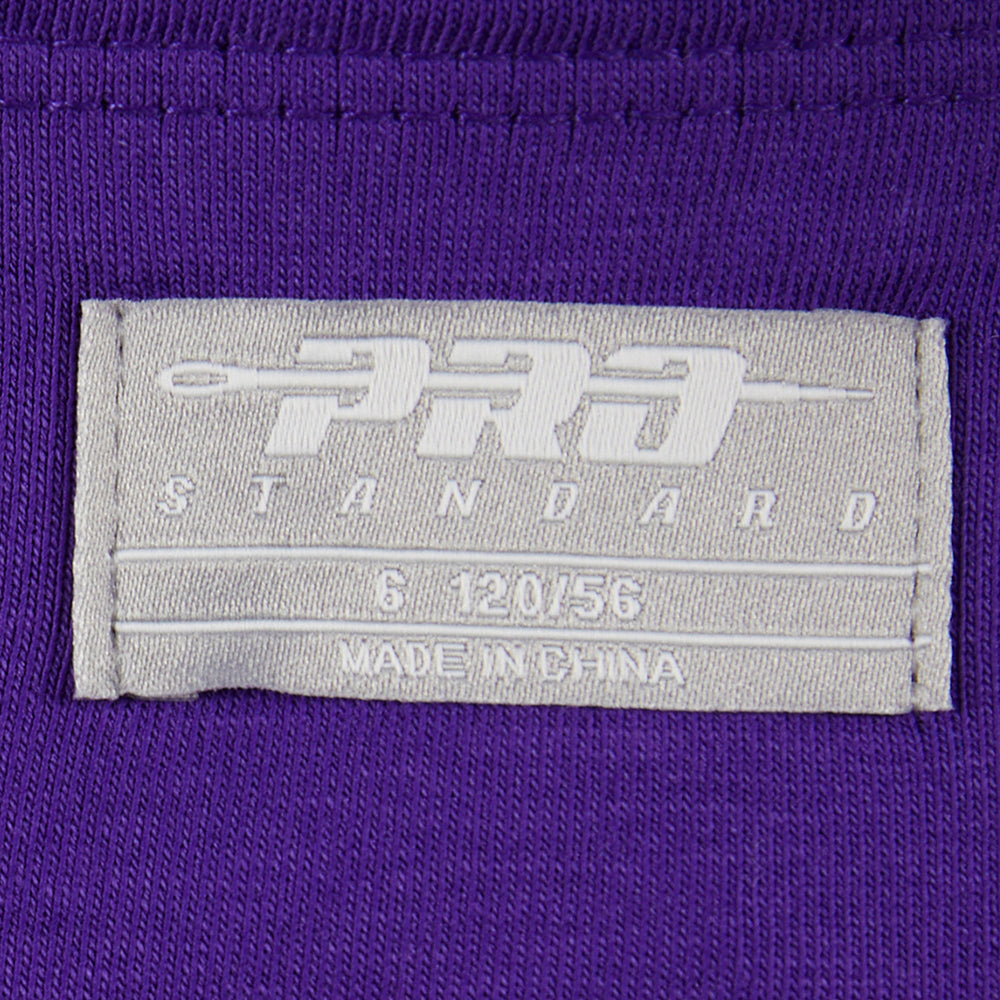 PRO
STANDARD
6 120/56
MADE IN CHINA